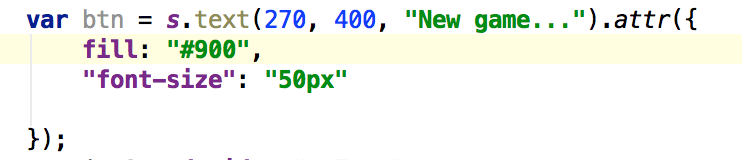 var btn = s.text(270, 400, "New game...").attr({
fill: "#900",
"font-size": "50px"
});